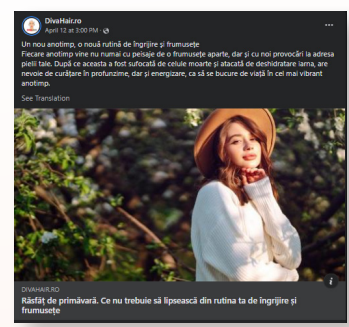 DivaHair.ro
April 12 at 3:00 PM ·
Un nou anotimp, o nouă rutină de îngrijire și frumusețe
Fiecare anotimp vine nu numai cu peisaje de o frumusețe aparte, dar și cu noi provocări la adresa
pielii tale. După ce aceasta a fost sufocată de celule moarte și atacată de deshidratare iarna, are
nevoie de curățare în profunzime, dar și energizare, ca să se bucure de viață în cel mai vibrant
anotimp.
See Translation
DIVAHAIR.RO
Răsfăț de primăvară. Ce nu trebuie să lipsească din rutina ta de îngrijire și
frumusețe